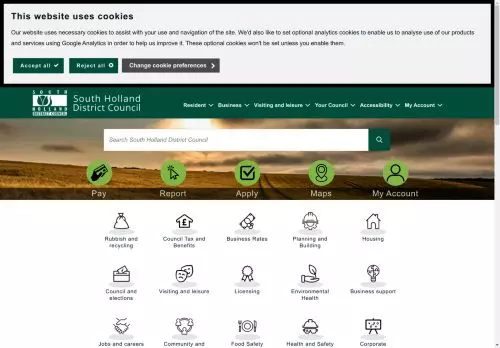 This website uses cookies
Our website uses necessary cookies to assist with your use and navigation of the site. We'd also like to set optional analytics cookies to enable us to analyse use of our products
and services using Google Analytics in order to help us improve it. These optional cookies won't be set unless you enable them.
Accept all
Reject all
Change cookie preferences
SOUTH
HOLLAND
DISTRICT COUNCIL
South Holland
District Council
Resident
Business
Visiting and leisure
Your Council
Accessibility
My Account
Search South Holland District Council
Pay
Report
Apply
Maps
My Account
Rubbish and
recycling
Council Tax and
Benefits
Business Rates
Planning and
Building
Housing
Council and
elections
Visiting and leisure
Licensing
Environmental
Health
Business support
Jobs and careers
Community and
Food Safety
Health and Safety
Corporate